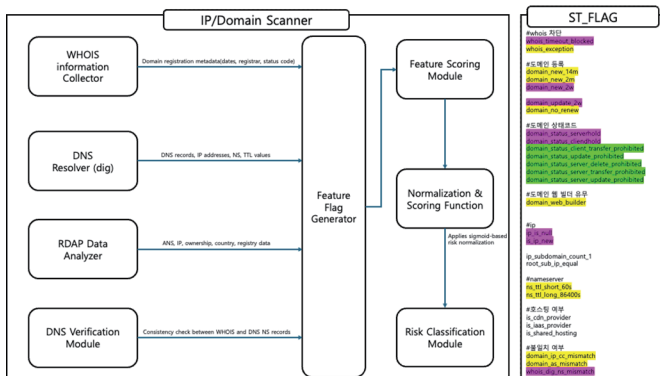 IP/Domain Scanner
WHOIS
information
Collector
Domain registration metadata(dates, registrar, status code)
DNS
Resolver (dig)
DNS records, IP addresses, NS, TTL values
RDAP Data
Analyzer
ANS, IP, ownership, country, registry data
DNS Verification
Module
Consistency check between WHOIS and DNS NS records
Feature
Flag
Generator
Feature Scoring
Module
Normalization &
Scoring Function
Applies sigmoid-based
risk normalization
Risk Classification
Module
ST_FLAG
#whois 차단
whois_timeout_blocked
whois_exception
#도메인 등록
domain_new_14m
domain_new_2m
domain_new_2w
domain_update_2w
domain_no_renew
#도메인 상태코드
domain_status_serverhold
domain_status_clienthold
domain_status_client_transfer_prohibited
domain_status_update_prohibited
domain_status_server_delete_prohibited
domain_status_server_transfer_prohibited
domain_status_server_update_prohibited
#도메인 웹 빌더 유무
domain_web_builder
#ip
ip_is_null
is_ip_new
ip_subdomain_count_1
root_sub_ip_equal
#nameserver
ns_ttl_short_60s
ns_ttl_long_86400s
#호스팅 여부
is_cdn_provider
is_iaas_provider
is_shared_hosting
#불일치 여부
domain_ip_cc_mismatch
domain_as_mismatch
whois_dig_ns_mismatch